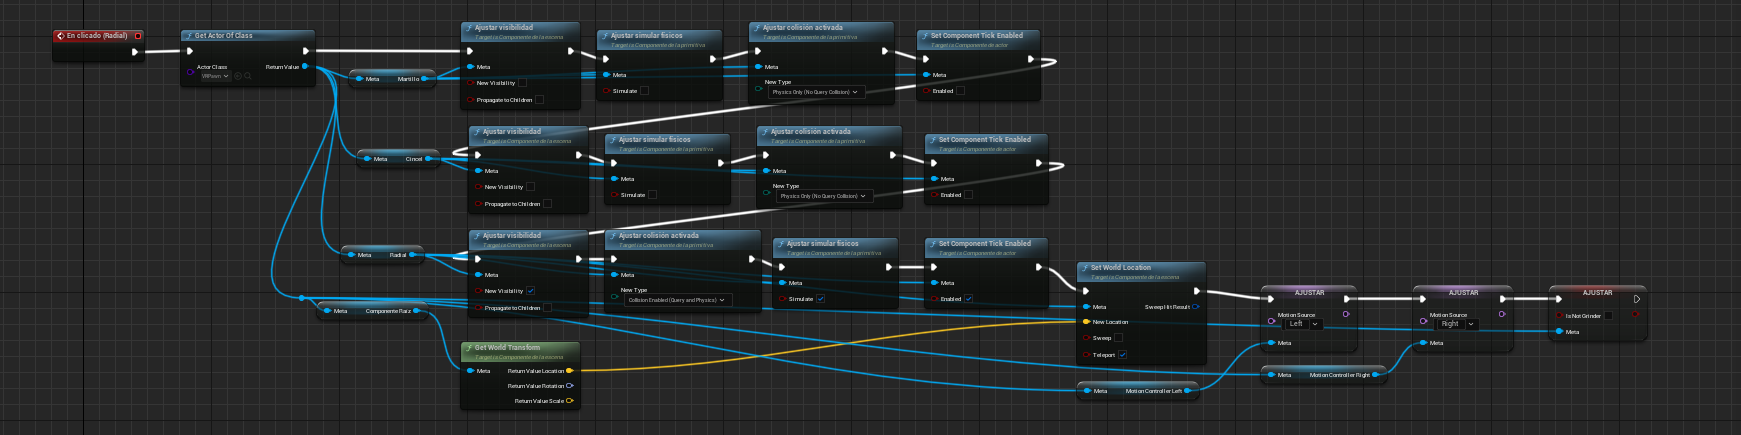 En clicado (Radial)
Get Actor Of Class
Actor Class
VRPawn
Return Value
Meta Martillo
Ajustar visibilidad
Target is Componente de la escena
Meta
New Visibility
Propagate to Children
Ajustar simular físicos
Target is Componente de la primitiva
Meta
Simulate
Ajustar colisión activada
Target is Componente de la primitiva
Meta
New Type
Physics Only (No Query Collision)
Set Component Tick Enabled
Target is Componente de actor
Meta
Enabled
Meta Cincel
Ajustar visibilidad
Target is Componente de la escena
Meta
New Visibility
Propagate to Children
Ajustar simular físicos
Target is Componente de la primitiva
Meta
Simulate
Ajustar colisión activada
Target is Componente de la primitiva
Meta
New Type
Physics Only (No Query Collision)
Set Component Tick Enabled
Target is Componente de actor
Meta
Enabled
Meta Radial
Ajustar visibilidad
Target is Componente de la escena
Meta
New Visibility
Propagate to Children
Ajustar colisión activada
Target is Componente de la primitiva
Meta
New Type
Collision Enabled (Query and Physics)
Ajustar simular físicos
Target is Componente de la primitiva
Meta
Simulate
Set Component Tick Enabled
Target is Componente de actor
Meta
Enabled
Meta Componente Raíz
Get World Transform
Target is Componente de la escena
Meta Return Value Location
Return Value Rotation
Return Value Scale
Set World Location
Target is Componente de la escena
Meta Sweep Hit Result
New Location
Sweep
Teleport
Meta Motion Controller Left
AJUSTAR
Motion Source
Left
Meta
Meta Motion Controller Right
AJUSTAR
Motion Source
Right
Meta
AJUSTAR
Is Not Grinder
Meta